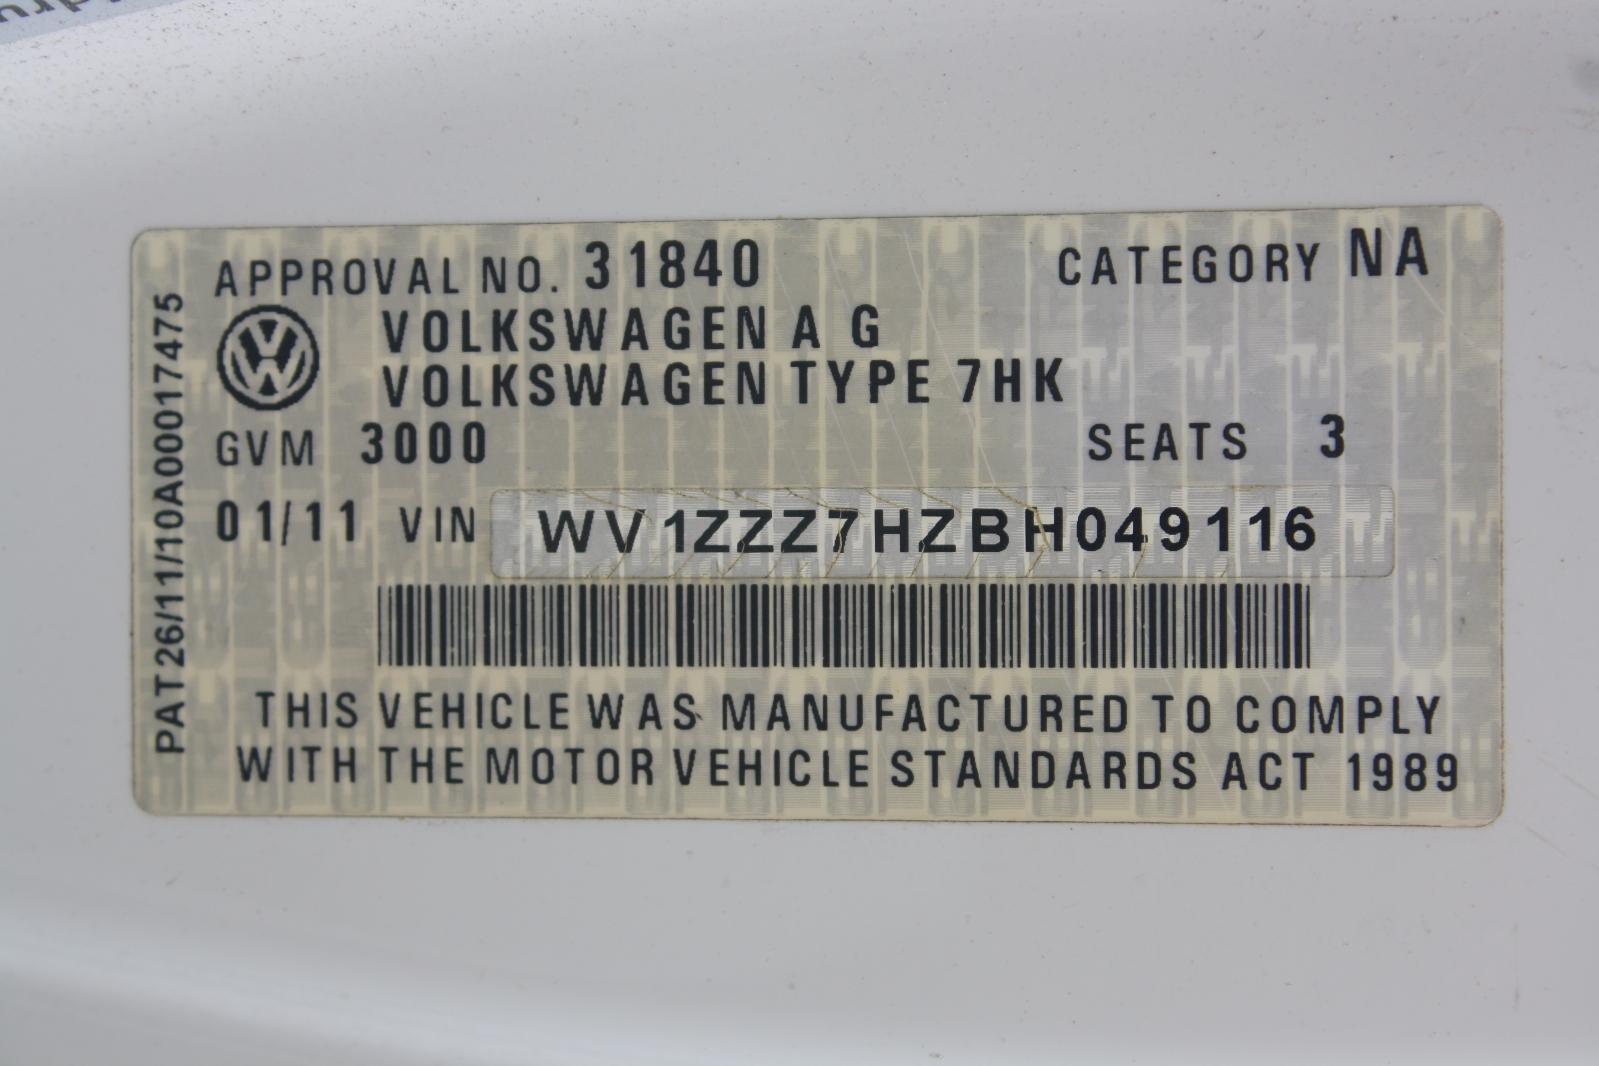 APPROVAL NO. 31840 CATEGORY NA
VOLKSWAGEN AG
VOLKSWAGEN TYPE 7HK
GVM 3000 SEATS 3
01/11 VIN WV1ZZZ7HZBH049116
THIS VEHICLE WAS MANUFACTURED TO COMPLY
WITH THE MOTOR VEHICLE STANDARDS ACT 1989
PAT26/11/10A00017475